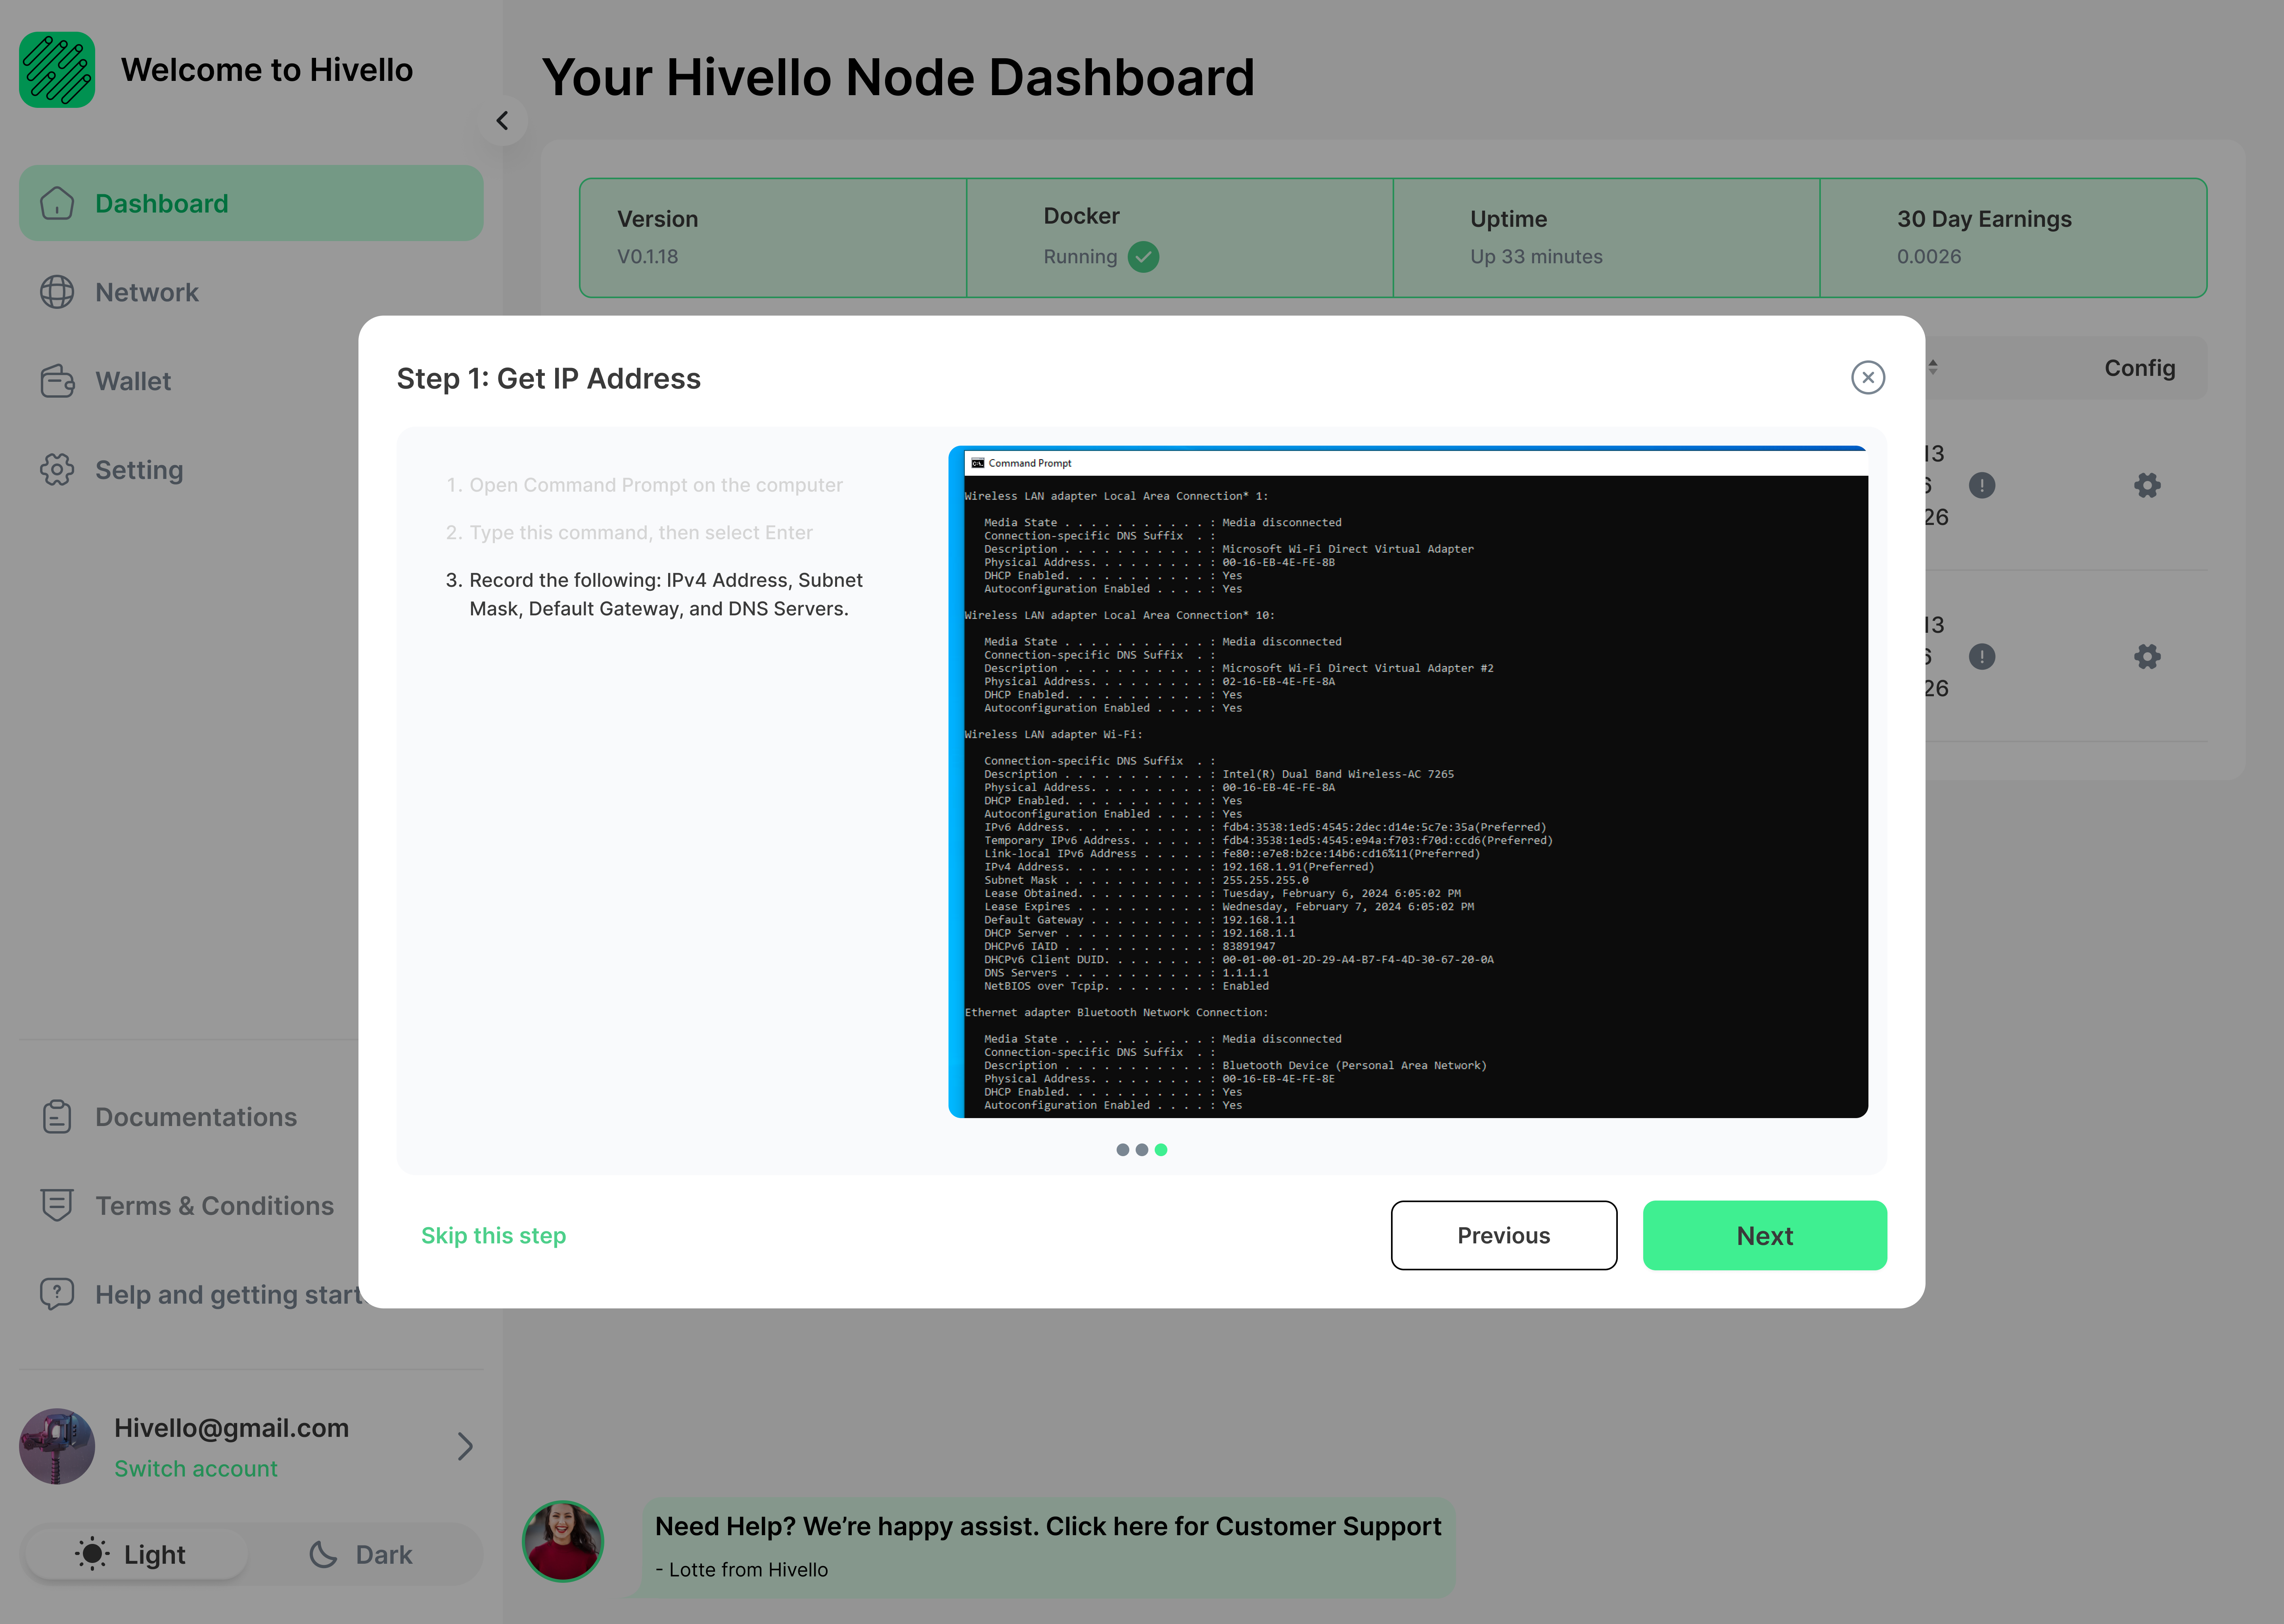 Welcome to Hivello
Dashboard
Network
Wallet
Setting
Documentations
Terms & Conditions
Help and getting start
Hivello@gmail.com
Switch account
Light
Dark
Your Hivello Node Dashboard
Version
V0.1.18
Docker
Running
Uptime
Up 33 minutes
30 Day Earnings
0.0026
Config
13
6
26
13
6
26
Step 1: Get IP Address
1. Open Command Prompt on the computer
2. Type this command, then select Enter
3. Record the following: IPv4 Address, Subnet
Mask, Default Gateway, and DNS Servers.
Command Prompt
Wireless LAN adapter Local Area Connection* 1:
Media State . . . . . . . . . . . : Media disconnected
Connection-specific DNS Suffix  . :
Description . . . . . . . . . . . : Microsoft Wi-Fi Direct Virtual Adapter
Physical Address. . . . . . . . . : 00-16-EB-4E-FE-8B
DHCP Enabled. . . . . . . . . . . : Yes
Autoconfiguration Enabled . . . . : Yes
Wireless LAN adapter Local Area Connection* 10:
Media State . . . . . . . . . . . : Media disconnected
Connection-specific DNS Suffix  . :
Description . . . . . . . . . . . : Microsoft Wi-Fi Direct Virtual Adapter #2
Physical Address. . . . . . . . . : 02-16-EB-4E-FE-8A
DHCP Enabled. . . . . . . . . . . : Yes
Autoconfiguration Enabled . . . . : Yes
Wireless LAN adapter Wi-Fi:
Connection-specific DNS Suffix  . :
Description . . . . . . . . . . . : Intel(R) Dual Band Wireless-AC 7265
Physical Address. . . . . . . . . : 00-16-EB-4E-FE-8A
DHCP Enabled. . . . . . . . . . . : Yes
Autoconfiguration Enabled . . . . : Yes
IPv6 Address. . . . . . . . . . . : fdb4:3538:1ed5:4545:2dec:d14e:5c7e:35a(Preferred)
Temporary IPv6 Address. . . . . . : fdb4:3538:1ed5:4545:e94a:f703:f70d:ccd6(Preferred)
Link-local IPv6 Address . . . . . : fe80::e7e8:b2ce:14b6:cd16%11(Preferred)
IPv4 Address. . . . . . . . . . . : 192.168.1.91(Preferred)
Subnet Mask . . . . . . . . . . . : 255.255.255.0
Lease Obtained. . . . . . . . . . : Tuesday, February 6, 2024 6:05:02 PM
Lease Expires . . . . . . . . . . : Wednesday, February 7, 2024 6:05:02 PM
Default Gateway . . . . . . . . . : 192.168.1.1
DHCP Server . . . . . . . . . . . : 192.168.1.1
DHCPv6 IAID . . . . . . . . . . . : 83891947
DHCPv6 Client DUID. . . . . . . . : 00-01-00-01-2D-29-A4-B7-F4-4D-30-67-20-0A
DNS Servers . . . . . . . . . . . : 1.1.1.1
NetBIOS over Tcpip. . . . . . . . : Enabled
Ethernet adapter Bluetooth Network Connection:
Media State . . . . . . . . . . . : Media disconnected
Connection-specific DNS Suffix  . :
Description . . . . . . . . . . . : Bluetooth Device (Personal Area Network)
Physical Address. . . . . . . . . : 00-16-EB-4E-FE-8E
DHCP Enabled. . . . . . . . . . . : Yes
Autoconfiguration Enabled . . . . : Yes
Skip this step
Previous
Next
Need Help? We’re happy assist. Click here for Customer Support
- Lotte from Hivello